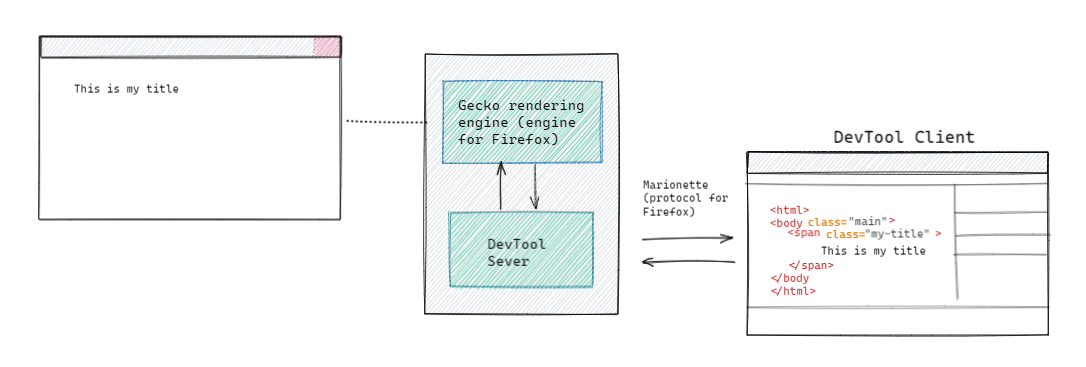 This is my title
Gecko rendering
engine (engine
for Firefox)
DevTool
Sever
Marionette
(protocol for
Firefox)
DevTool Client
<html>
<body class="main">
<span class="my-title" >
This is my title
</span>
</body
</html>